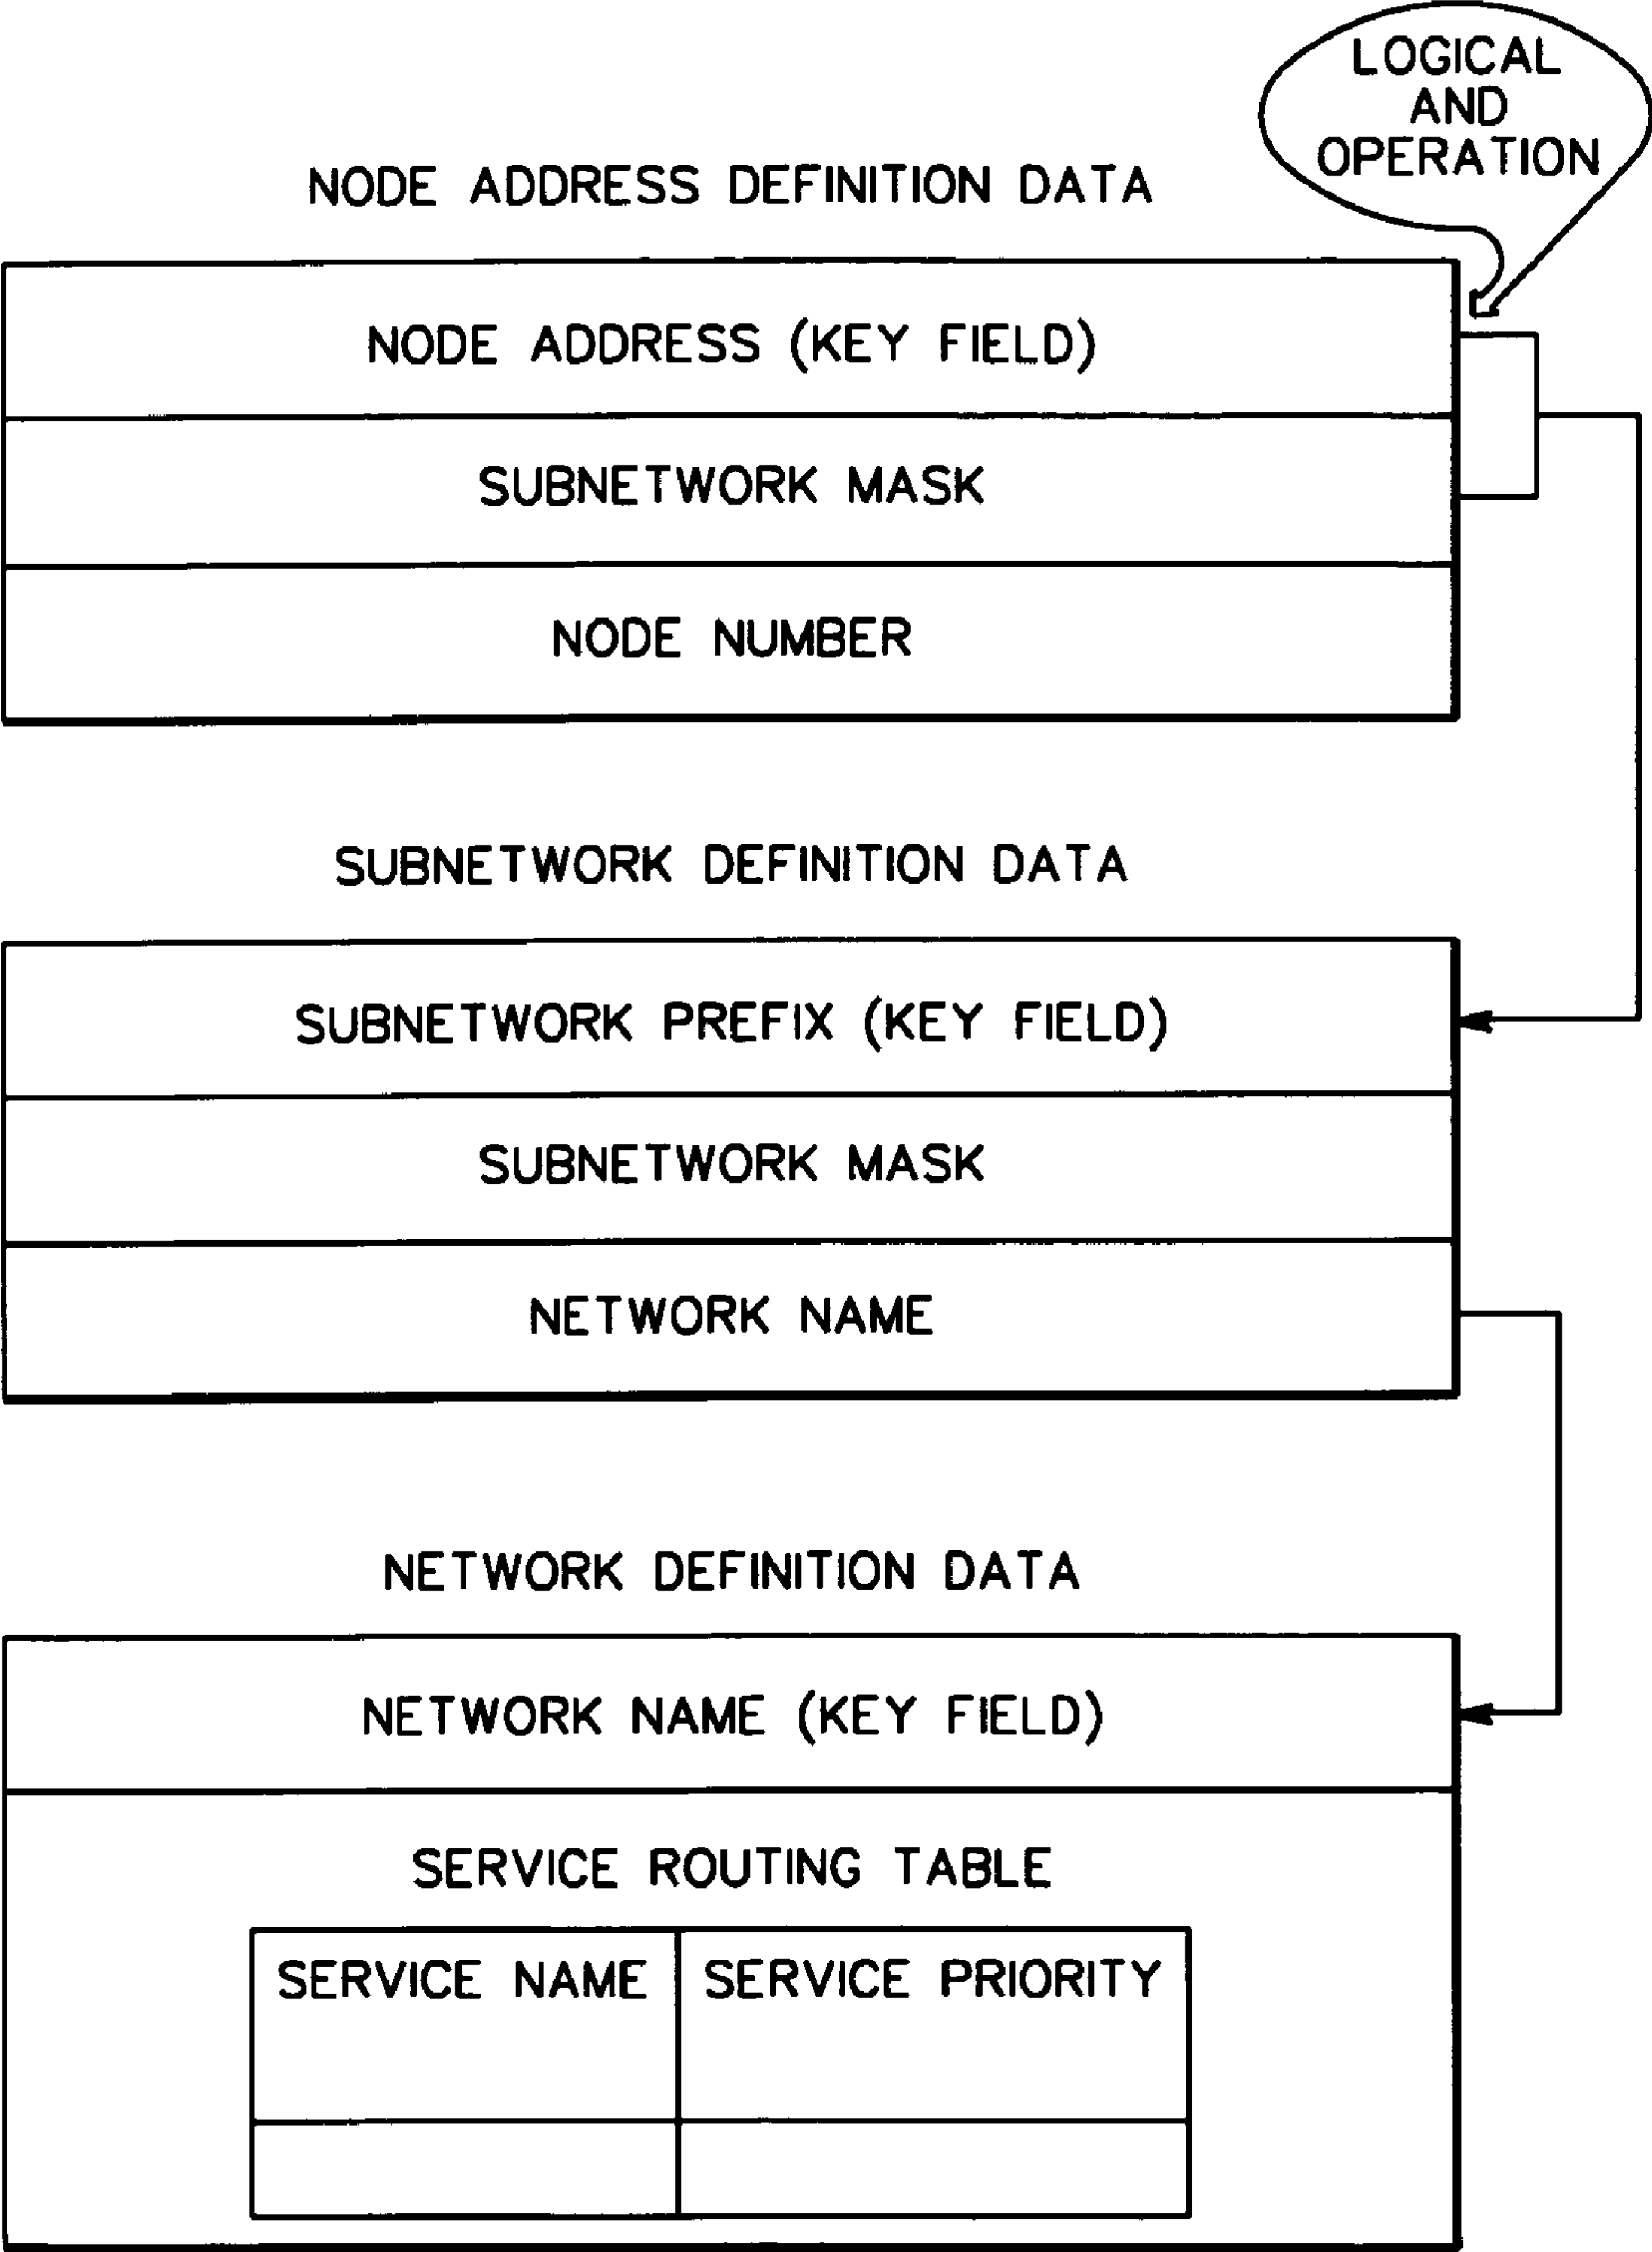 LOGICAL
AND
OPERATION
NODE ADDRESS DEFINITION DATA
NODE ADDRESS (KEY FIELD)
SUBNETWORK MASK
NODE NUMBER
SUBNETWORK DEFINITION DATA
SUBNETWORK PREFIX (KEY FIELD)
SUBNETWORK MASK
NETWORK NAME
NETWORK DEFINITION DATA
NETWORK NAME (KEY FIELD)
SERVICE ROUTING TABLE
SERVICE NAME
SERVICE PRIORITY